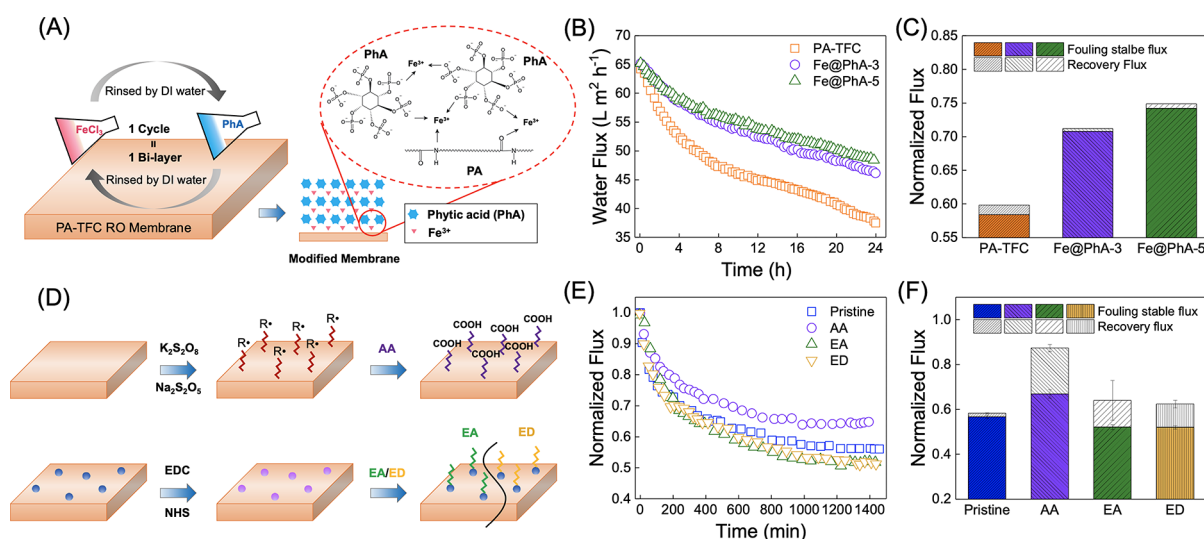 (A)
Rinsed by DI water
FeCl3
PhA
1 Cycle
=
1 Bi-layer
Rinsed by DI water
PA-TFC RO Membrane
Modified Membrane
PhA
PhA
Fe3+
Fe3+
Fe3+
PA
Phytic acid (PhA)
Fe3+
(B)
Water Flux (L m-2 h-1)
70
65
60
55
50
45
40
35
PA-TFC
Fe@PhA-3
Fe@PhA-5
0 4 8 12 16 20 24
Time (h)
(C)
Normalized Flux
0.85
0.80
0.75
0.70
0.65
0.60
0.55
Fouling stalbe flux
Recovery Flux
PA-TFC Fe@PhA-3 Fe@PhA-5
(D)
K2S2O8
Na2S2O5
R• R• R•
R• R• R•
AA
COOH COOH COOH
COOH COOH COOH
EDC
NHS
EA/ED
EA
ED
(E)
Normalized Flux
1.0
0.9
0.8
0.7
0.6
0.5
0.4
Pristine
AA
EA
ED
0 200 400 600 800 1000 1200 1400
Time (min)
(F)
Normalized Flux
1.0
0.8
0.6
0.4
0.2
Fouling stable flux
Recovery flux
Pristine AA EA ED